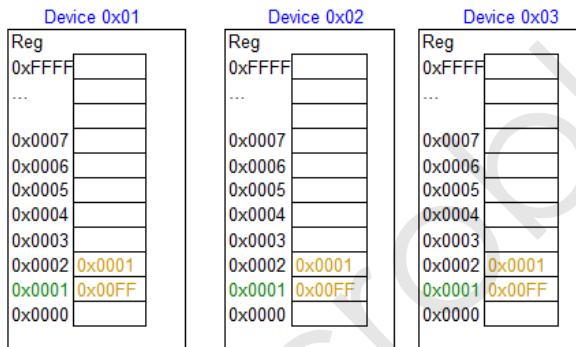 Device 0x01 Device 0x02 Device 0x03
Reg Reg Reg
0xFFFF 0xFFFF 0xFFFF
... ... ...
0x0007 0x0007 0x0007
0x0006 0x0006 0x0006
0x0005 0x0005 0x0005
0x0004 0x0004 0x0004
0x0003 0x0003 0x0003
0x0002 0x0001 0x0002 0x0001 0x0002 0x0001
0x0001 0x00FF 0x0001 0x00FF 0x0001 0x00FF
0x0000 0x0000 0x0000